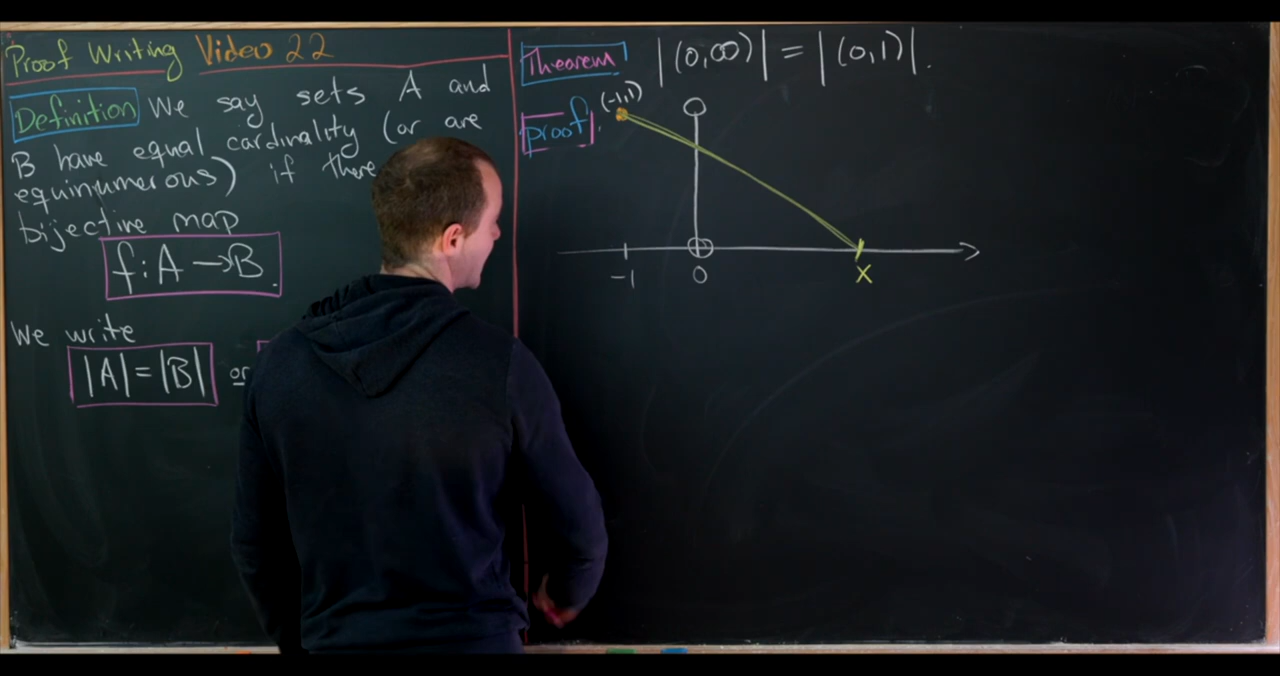 Proof Writing Video 22
Definition We say sets A and
B have equal cardinality (or are
equinumerous) if there
bijective map
f: A → B.
We write
|A| = |B| or
Theorem |(0,∞)| = |(0,1)|.
proof:
(-1,1)
-1 0 x